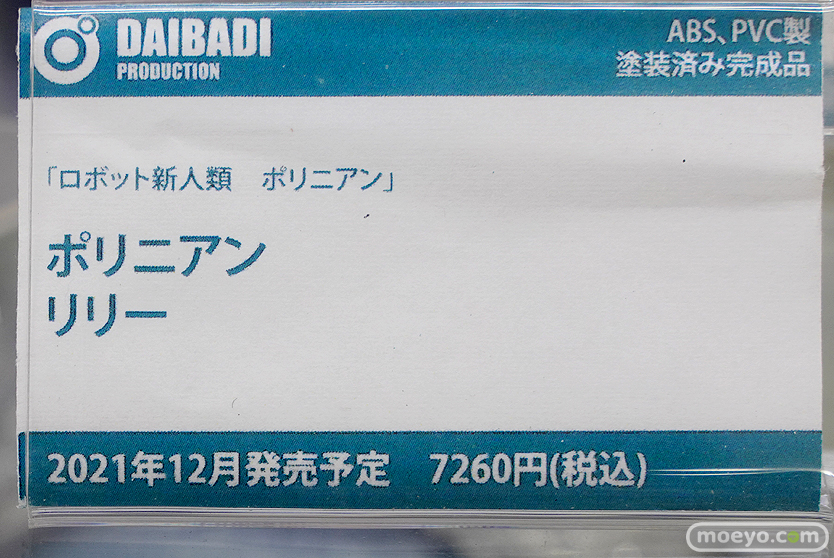 DAIBADI
PRODUCTION
ABS、PVC製
塗装済み完成品
「ロボット新人類　ポリニアン」
ポリニアン
リリー
2021年12月発売予定　7260円(税込)
moeyo.com